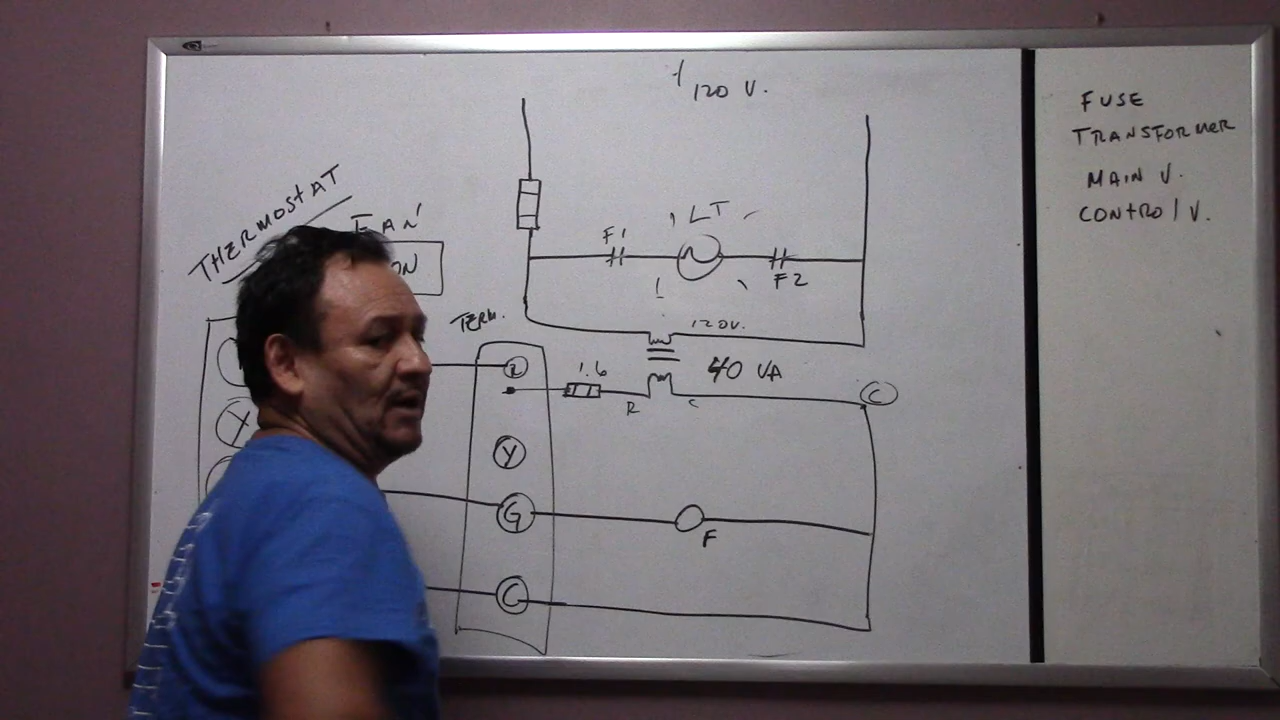 120 V.
FUSE
TRANSFORMER
MAIN V.
CONTROL V.
THERMOSTAT
FAN
ON
F1
LT
F2
TERM.
120V.
R
1.6
40 VA
R
C
C
Y
Y
G
F
C